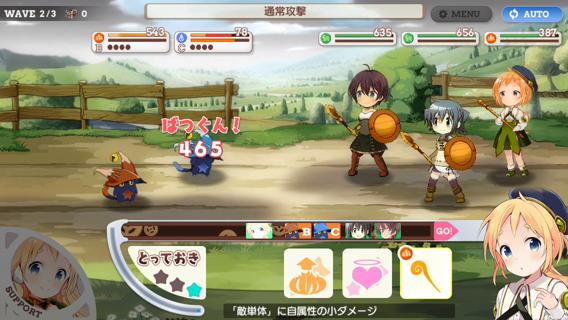 WAVE 2/3
0
通常攻撃
MENU
AUTO
543
B
78
C
635
656
387
ばつぐん!
465
B
C
GO!
とっておき
SUPPORT
「敵単体」に自属性の小ダメージ